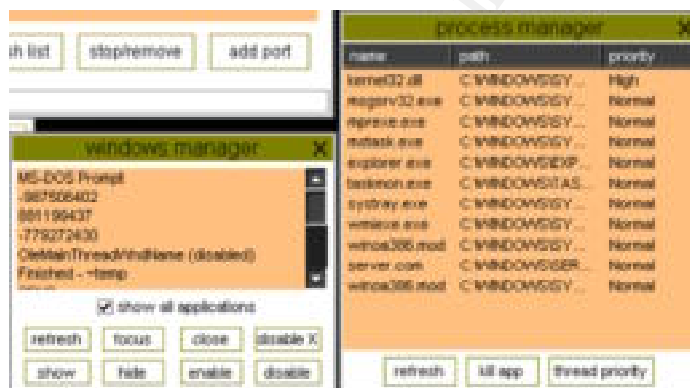 sh list stop/remove add port
windows manager X
MS-DOS Prompt
-987506402
881199437
-779272430
OleMainThreadWndName (disabled)
Finished - ~temp
show all applications
refresh focus close disable X
show hide enable disable
process manager X
name path priority
kernel32.dll C:\WINDOWS\SY... High
msgsrv32.exe C:\WINDOWS\SY... Normal
mprexe.exe C:\WINDOWS\SY... Normal
mstask.exe C:\WINDOWS\SY... Normal
explorer.exe C:\WINDOWS\EXP... Normal
taskmon.exe C:\WINDOWS\TAS... Normal
systray.exe C:\WINDOWS\SY... Normal
wmiexe.exe C:\WINDOWS\SY... Normal
winoa386.mod C:\WINDOWS\SY... Normal
server.com C:\WINDOWS\SER... Normal
winoa386.mod C:\WINDOWS\SY... Normal
refresh kill app thread priority